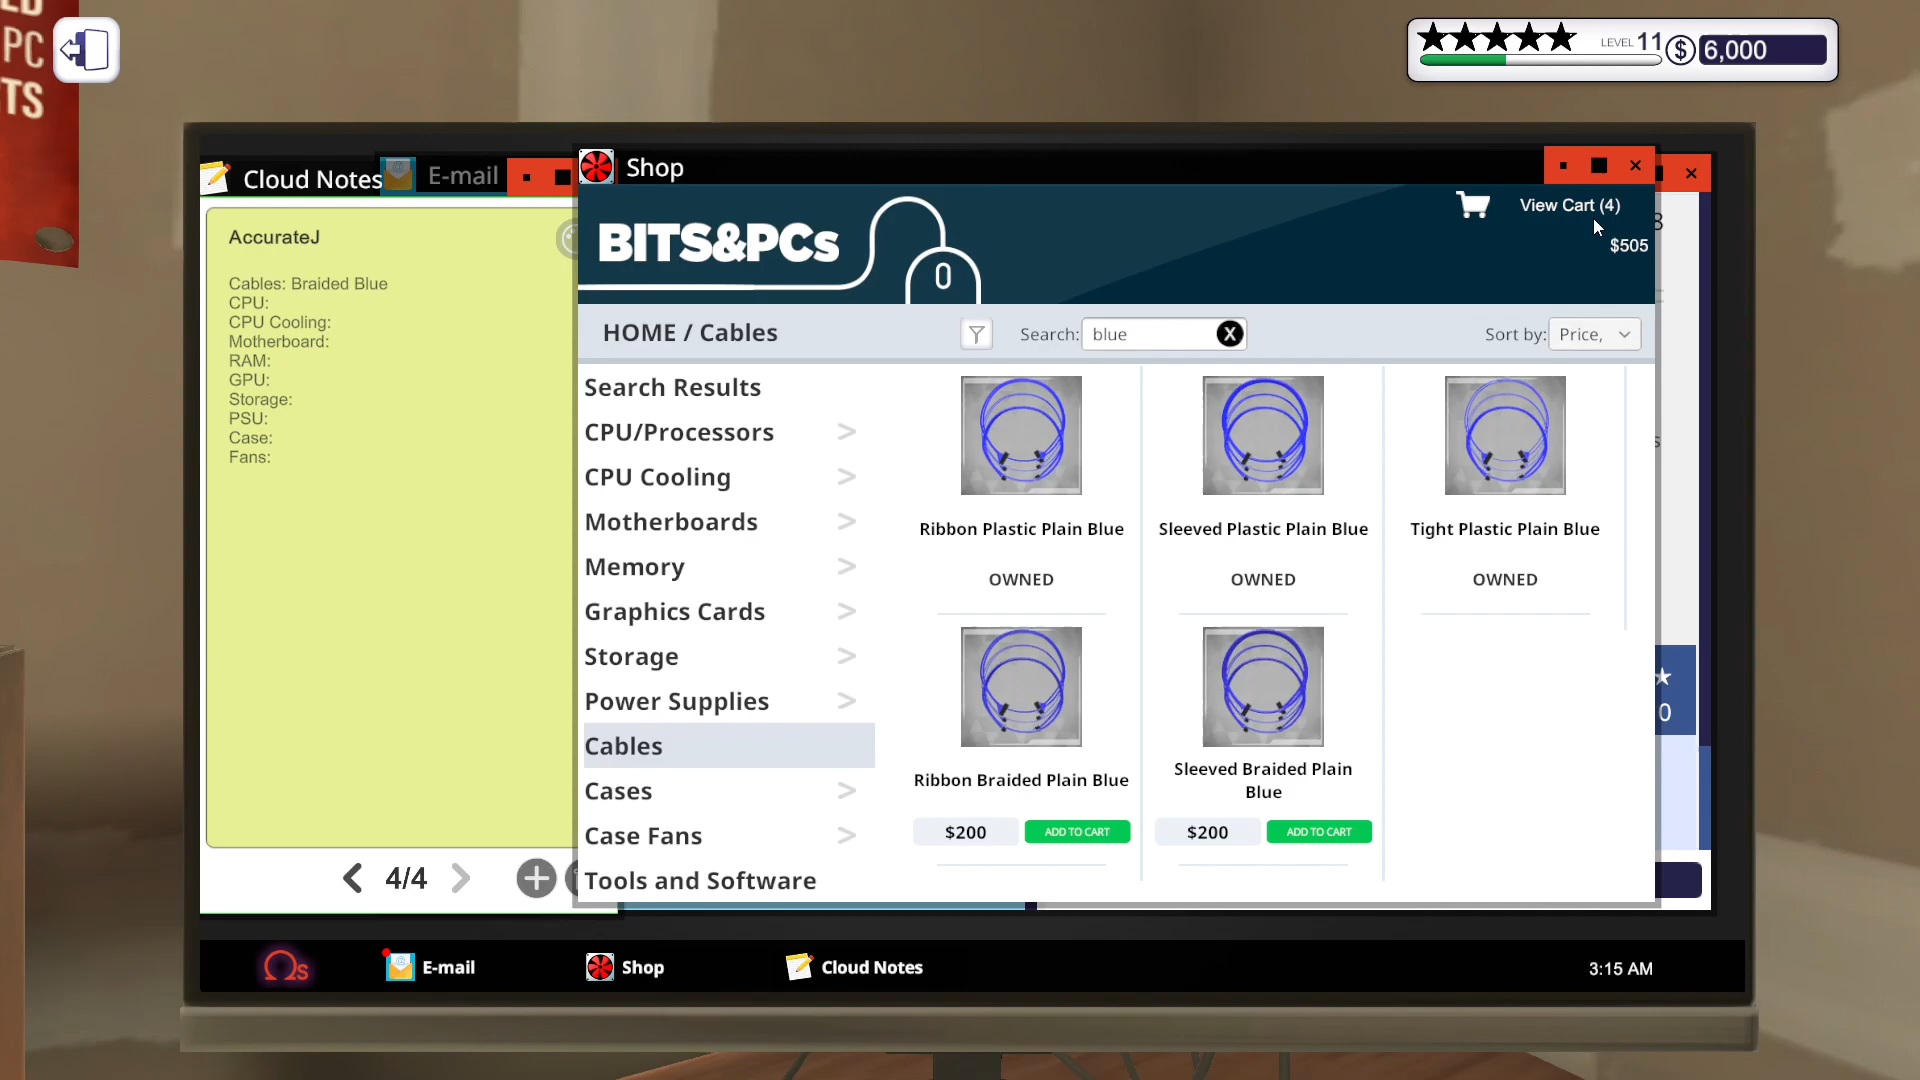 PC
TS
LEVEL 11
$ 6,000
Cloud Notes
E-mail
Shop
AccurateJ
Cables: Braided Blue
CPU:
CPU Cooling:
Motherboard:
RAM:
GPU:
Storage:
PSU:
Case:
Fans:
4/4
BITS&PCs
View Cart (4)
$505
HOME / Cables
Search: blue X
Sort by: Price,
Search Results
CPU/Processors >
CPU Cooling >
Motherboards >
Memory >
Graphics Cards >
Storage >
Power Supplies >
Cables
Cases >
Case Fans >
Tools and Software
Ribbon Plastic Plain Blue
OWNED
Sleeved Plastic Plain Blue
OWNED
Tight Plastic Plain Blue
OWNED
Ribbon Braided Plain Blue
$200 ADD TO CART
Sleeved Braided Plain
Blue
$200 ADD TO CART
0
Ωs
E-mail
Shop
Cloud Notes
3:15 AM